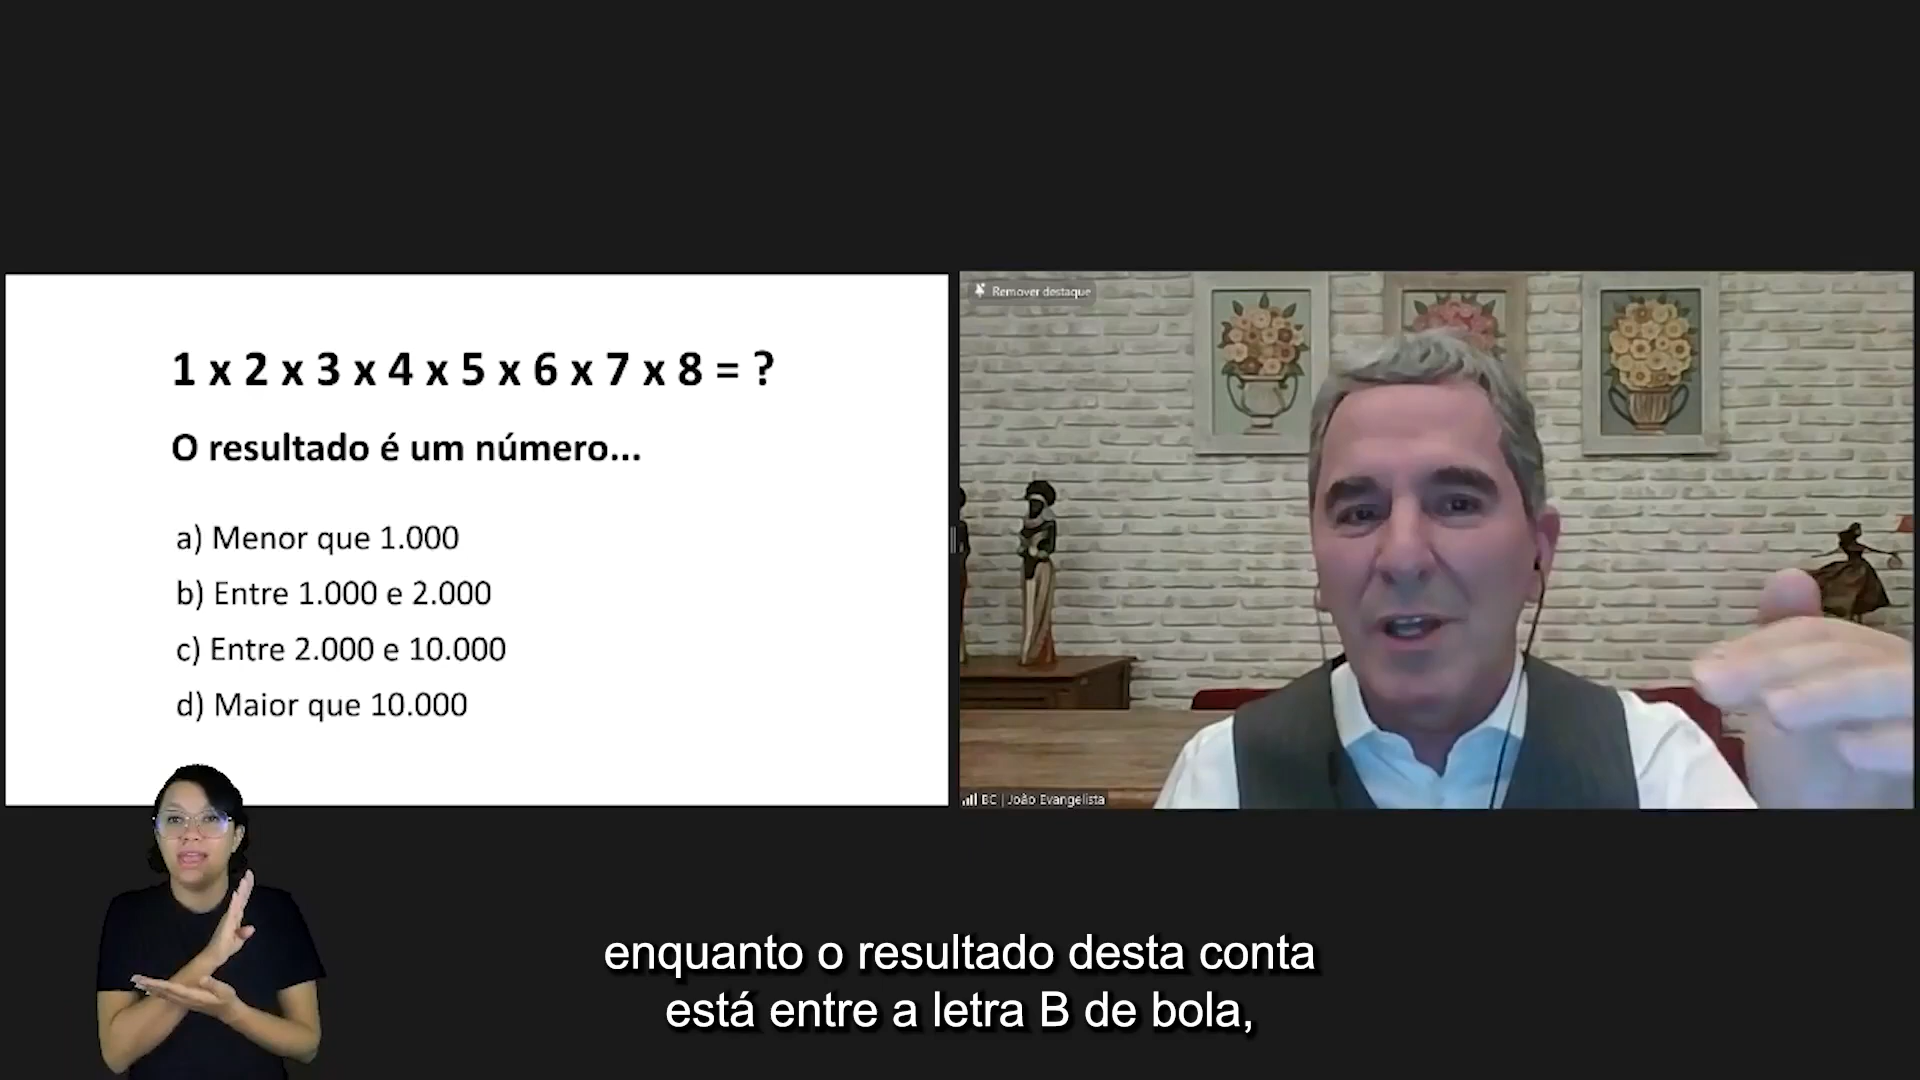 1 x 2 x 3 x 4 x 5 x 6 x 7 x 8 = ?
O resultado é um número...
a) Menor que 1.000
b) Entre 1.000 e 2.000
c) Entre 2.000 e 10.000
d) Maior que 10.000
Remover destaque
BC | João Evangelista
enquanto o resultado desta conta
está entre a letra B de bola,